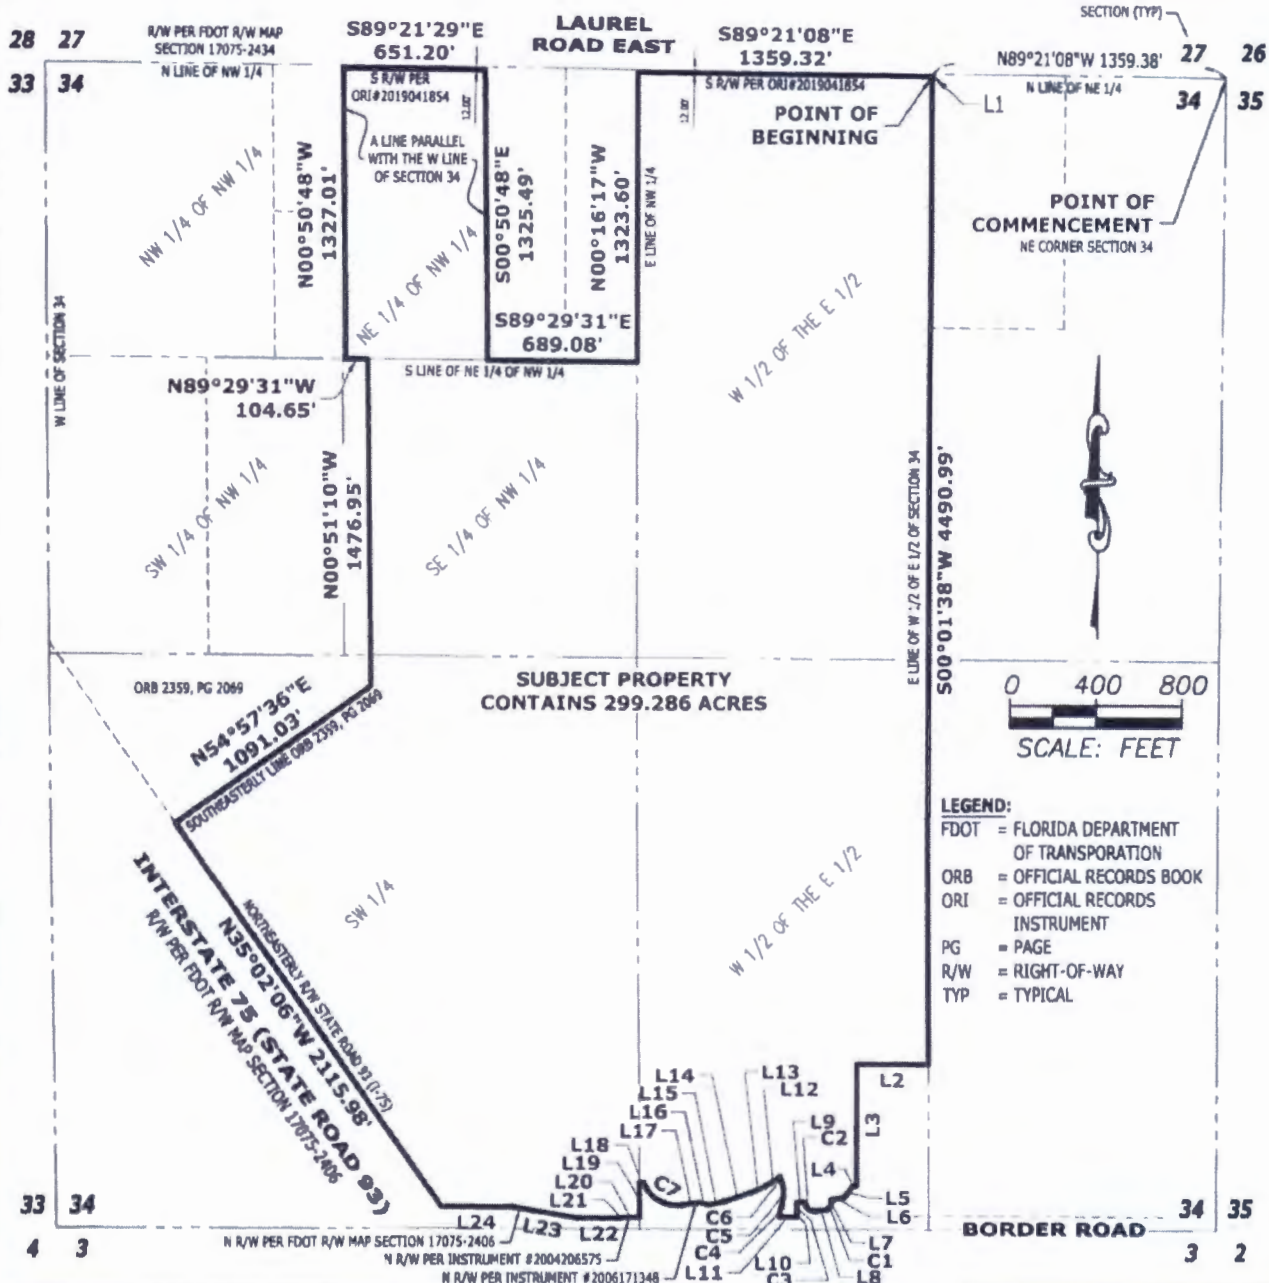 SECTION (TYP)
28 27
R/W PER FDOT R/W MAP
SECTION 17075-2434
N LINE OF NW 1/4
33 34
S89°21'29"E
651.20'
LAUREL
ROAD EAST
S89°21'08"E
1359.32'
N89°21'08"W 1359.38'
27 26
N LINE OF NE 1/4
34 35
S R/W PER
ORI#2019041854
12.00'
S R/W PER ORI#2019041854
12.00'
L1
POINT OF
BEGINNING
A LINE PARALLEL
WITH THE W LINE
OF SECTION 34
NW 1/4 OF NW 1/4
N00°50'48"W
1327.01'
NE 1/4 OF NW 1/4
S00°50'48"E
1325.49'
N00°16'17"W
1323.60'
E LINE OF NW 1/4
POINT OF
COMMENCEMENT
NE CORNER SECTION 34
W LINE OF SECTION 34
S89°29'31"E
689.08'
W 1/2 OF THE E 1/2
S LINE OF NE 1/4 OF NW 1/4
N89°29'31"W
104.65'
SW 1/4 OF NW 1/4
N00°51'10"W
1476.95'
SE 1/4 OF NW 1/4
E LINE OF W 1/2 OF E 1/2 OF SECTION 34
S00°01'38"W 4490.99'
ORB 2359, PG 2069
SUBJECT PROPERTY
CONTAINS 299.286 ACRES
0 400 800
SCALE: FEET
N54°57'36"E
1091.03'
SOUTHEASTERLY LINE ORB 2359, PG 2069
LEGEND:
FDOT = FLORIDA DEPARTMENT
OF TRANSPORATION
ORB = OFFICIAL RECORDS BOOK
ORI = OFFICIAL RECORDS
INSTRUMENT
PG = PAGE
R/W = RIGHT-OF-WAY
TYP = TYPICAL
SW 1/4
W 1/2 OF THE E 1/2
NORTHEASTERLY R/W STATE ROAD 93 (I-75)
N35°02'06"W 2115.98'
INTERSTATE 75 (STATE ROAD 93)
R/W PER FDOT R/W MAP SECTION 17075-2406
L2
L3
L14
L13
L15
L12
L16
L9
L17
C2
L18
L4
L19
C7
L20
L5
L21
L6
33 34
L24
L23
L22
C6
C5
C4
L11
L10
C3
L7
C1
L8
BORDER ROAD
34 35
4 3
3 2
N R/W PER FDOT R/W MAP SECTION 17075-2406
N R/W PER INSTRUMENT #2004206575
N R/W PER INSTRUMENT #2006171348